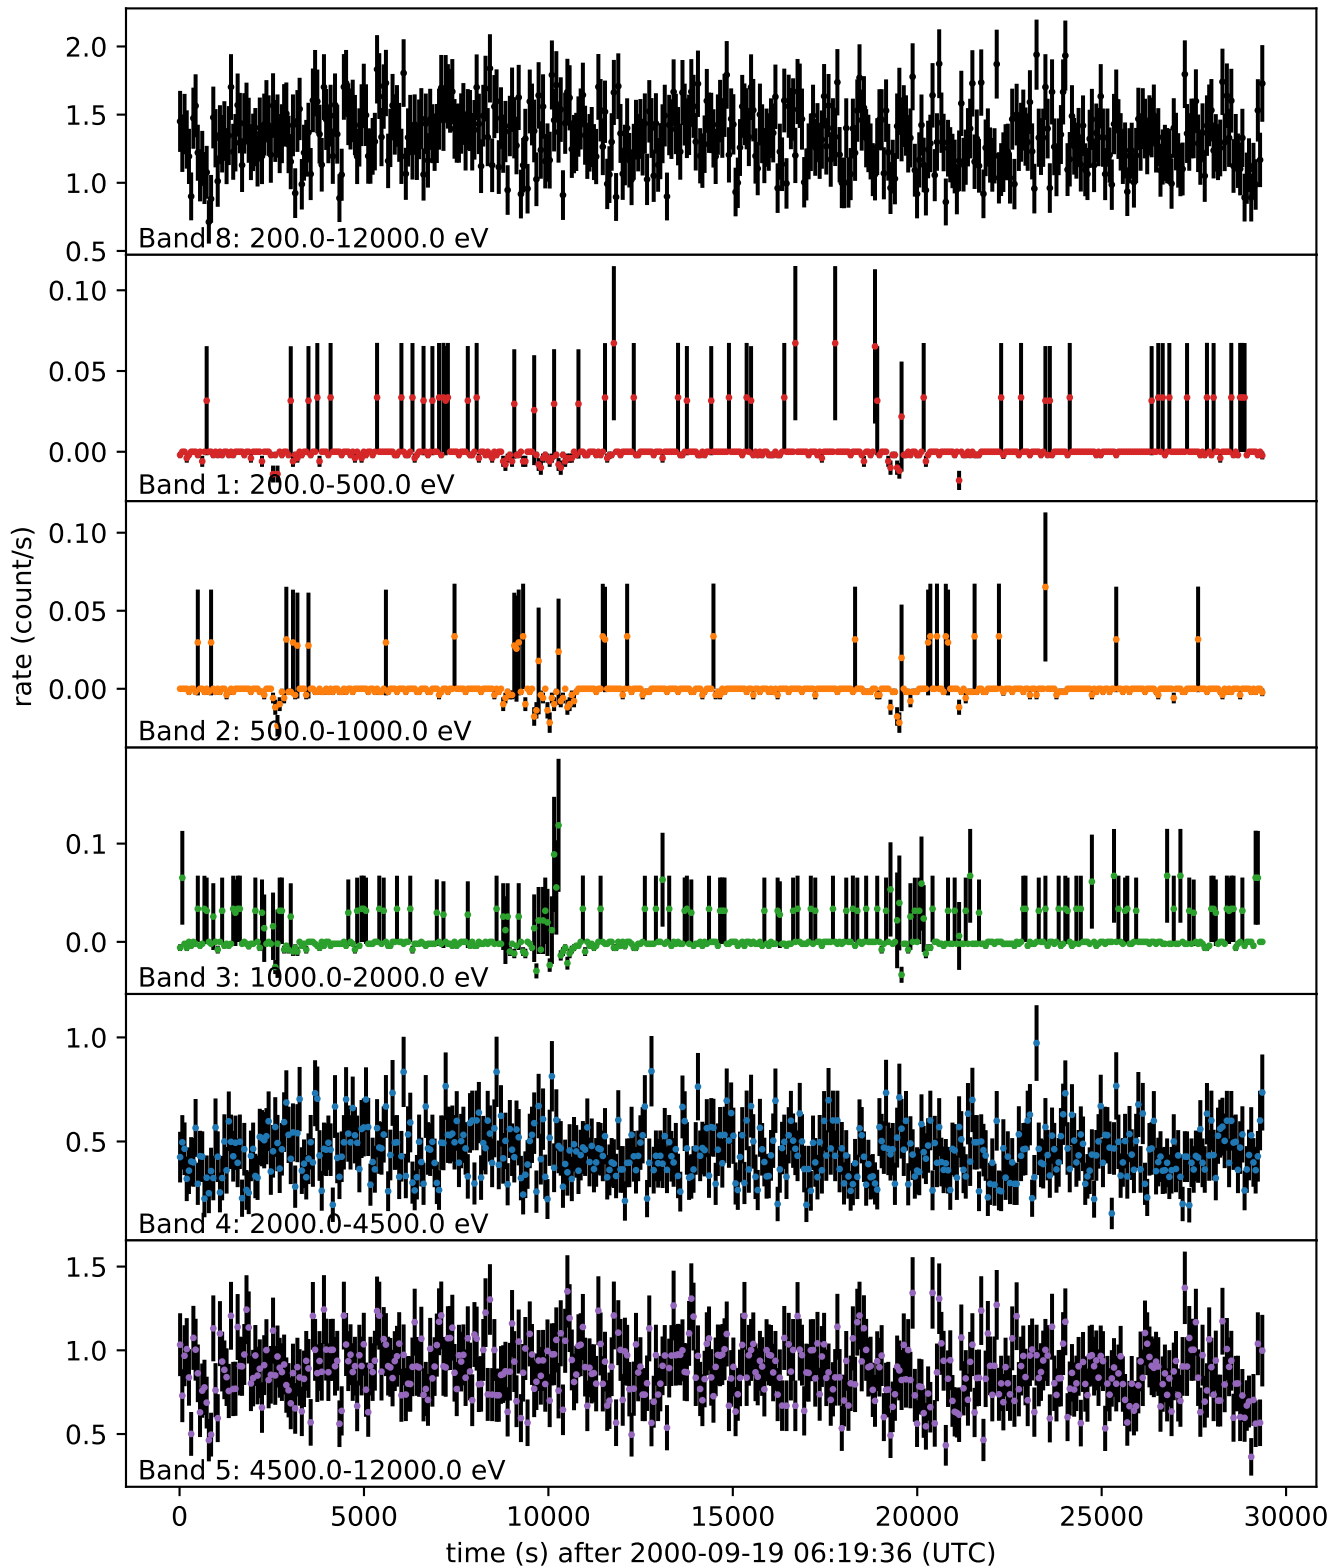 2.0
1.5
1.0
0.5
Band 8: 200.0-12000.0 eV
0.10
0.05
0.00
Band 1: 200.0-500.0 eV
rate (count/s)
0.10
0.05
0.00
Band 2: 500.0-1000.0 eV
0.1
0.0
Band 3: 1000.0-2000.0 eV
1.0
0.5
Band 4: 2000.0-4500.0 eV
1.5
1.0
0.5
Band 5: 4500.0-12000.0 eV
0 5000 10000 15000 20000 25000 30000
time (s) after 2000-09-19 06:19:36 (UTC)